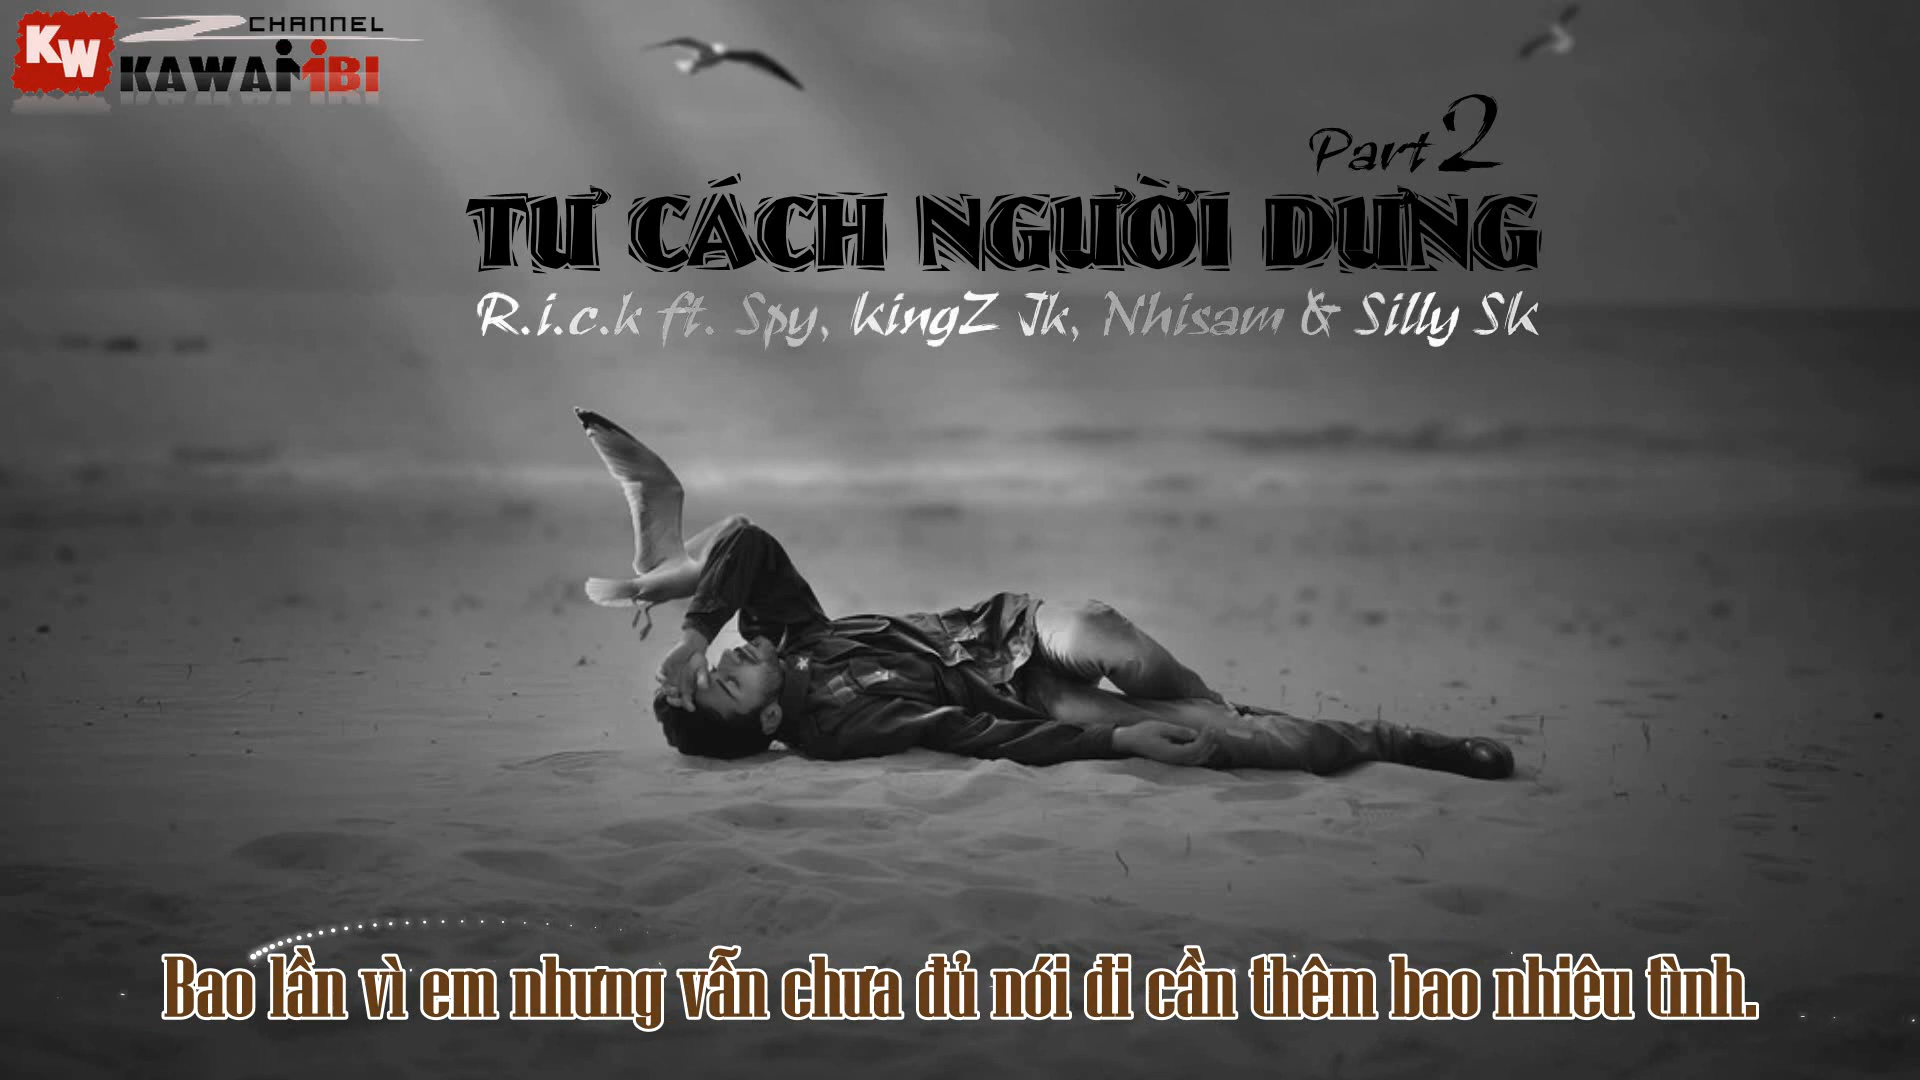 KW
CHANNEL
KAWAMBI
Part 2
TƯ CÁCH NGƯỜI DƯNG
R.i.c.k ft. Spy, KingZ Jk, Nhisam & Silly Sk
Bao lần vì em nhưng vẫn chưa đủ nói đi cần thêm bao nhiêu tình.